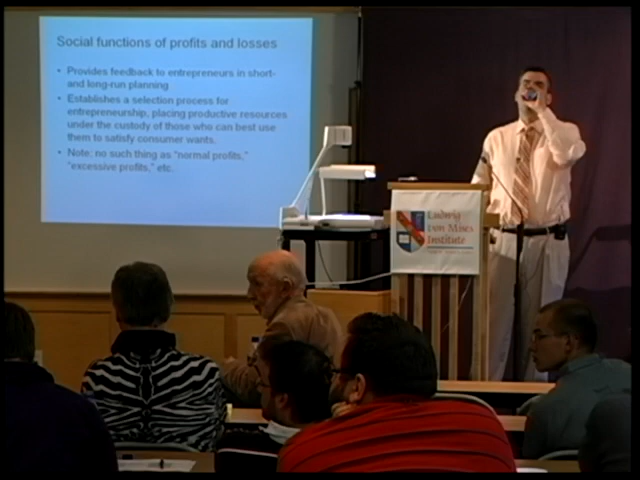 Social functions of profits and losses
• Provides feedback to entrepreneurs in short-
and long-run planning
• Establishes a selection process for
entrepreneurship, placing productive resources
under the custody of those who can best use
them to satisfy consumer wants.
• Note: no such thing as "normal profits,"
"excessive profits," etc.
Ludwig
von Mises
Institute